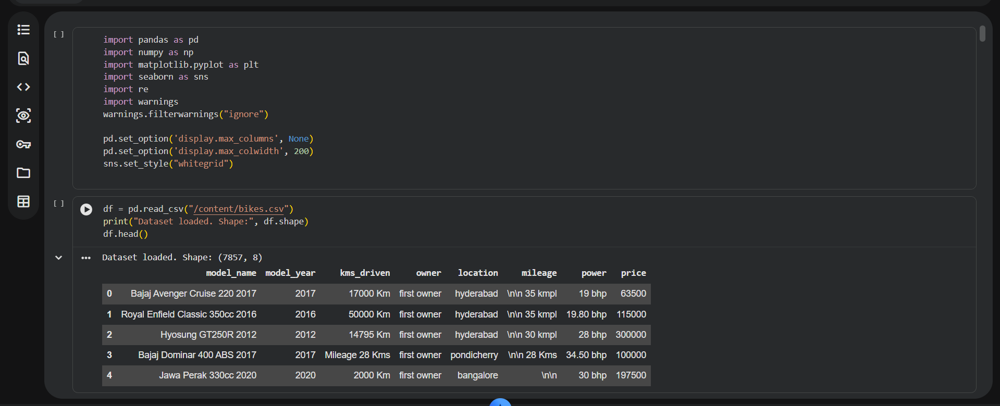 [ ]
import pandas as pd
import numpy as np
import matplotlib.pyplot as plt
import seaborn as sns
import re
import warnings
warnings.filterwarnings("ignore")
pd.set_option('display.max_columns', None)
pd.set_option('display.max_colwidth', 200)
sns.set_style("whitegrid")
[ ]
df = pd.read_csv("/content/bikes.csv")
print("Dataset loaded. Shape:", df.shape)
df.head()
Dataset loaded. Shape: (7857, 8)
model_name model_year kms_driven owner location mileage power price
0 Bajaj Avenger Cruise 220 2017 2017 17000 Km first owner hyderabad \n\n 35 kmpl 19 bhp 63500
1 Royal Enfield Classic 350cc 2016 2016 50000 Km first owner hyderabad \n\n 35 kmpl 19.80 bhp 115000
2 Hyosung GT250R 2012 2012 14795 Km first owner hyderabad \n\n 30 kmpl 28 bhp 300000
3 Bajaj Dominar 400 ABS 2017 2017 Mileage 28 Kms first owner pondicherry \n\n 28 Kms 34.50 bhp 100000
4 Jawa Perak 330cc 2020 2020 2000 Km first owner bangalore \n\n 30 bhp 197500